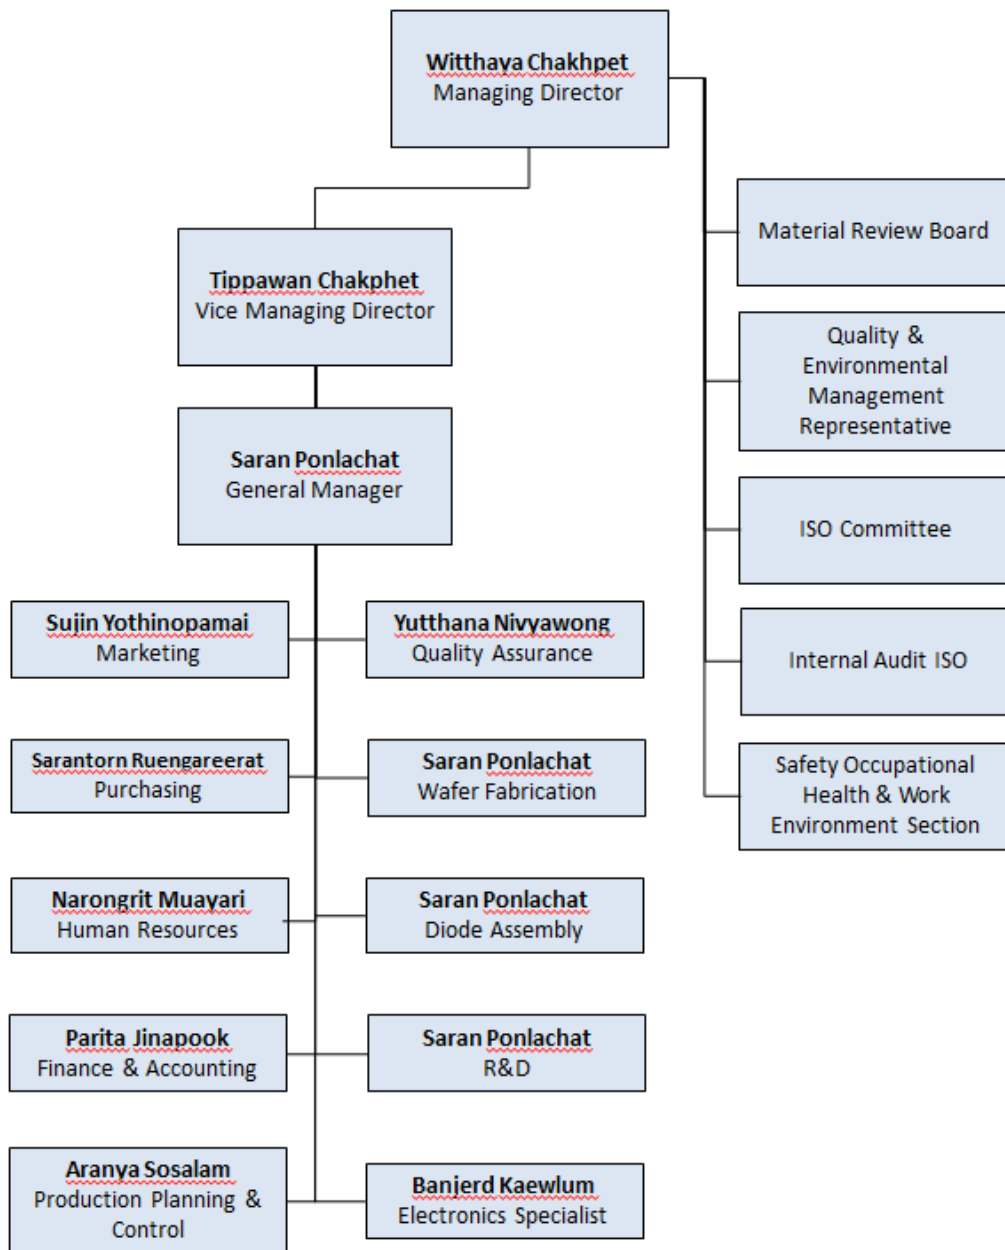 Witthaya Chakhpet
Managing Director
Material Review Board
Tippawan Chakphet
Vice Managing Director
Quality &
Environmental
Management
Representative
Saran Ponlachat
General Manager
ISO Committee
Sujin Yothinopamai
Marketing
Yutthana Nivyawong
Quality Assurance
Internal Audit ISO
Sarantorn Ruengareerat
Purchasing
Saran Ponlachat
Wafer Fabrication
Safety Occupational
Health & Work
Environment Section
Narongrit Muayari
Human Resources
Saran Ponlachat
Diode Assembly
Parita Jinapook
Finance & Accounting
Saran Ponlachat
R&D
Aranya Sosalam
Production Planning &
Control
Banjerd Kaewlum
Electronics Specialist